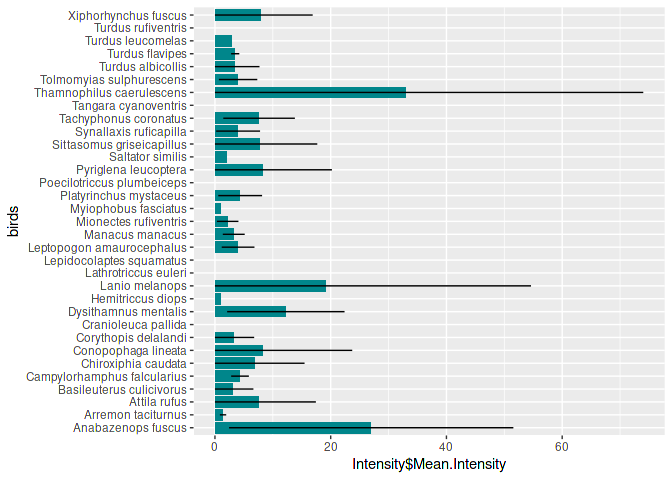 Xiphorhynchus fuscus
Turdus rufiventris
Turdus leucomelas
Turdus flavipes
Turdus albicollis
Tolmomyias sulphurescens
Thamnophilus caerulescens
Tangara cyanoventris
Tachyphonus coronatus
Synallaxis ruficapilla
Sittasomus griseicapillus
Saltator similis
Pyriglena leucoptera
Poecilotriccus plumbeiceps
Platyrinchus mystaceus
Myiophobus fasciatus
Mionectes rufiventris
Manacus manacus
Leptopogon amaurocephalus
Lepidocolaptes squamatus
Lathrotriccus euleri
Lanio melanops
Hemitriccus diops
Dysithamnus mentalis
Cranioleuca pallida
Corythopis delalandi
Conopophaga lineata
Chiroxiphia caudata
Campylorhamphus falcularius
Basileuterus culicivorus
Attila rufus
Arremon taciturnus
Anabazenops fuscus
birds
0 20 40 60
Intensity$Mean.Intensity